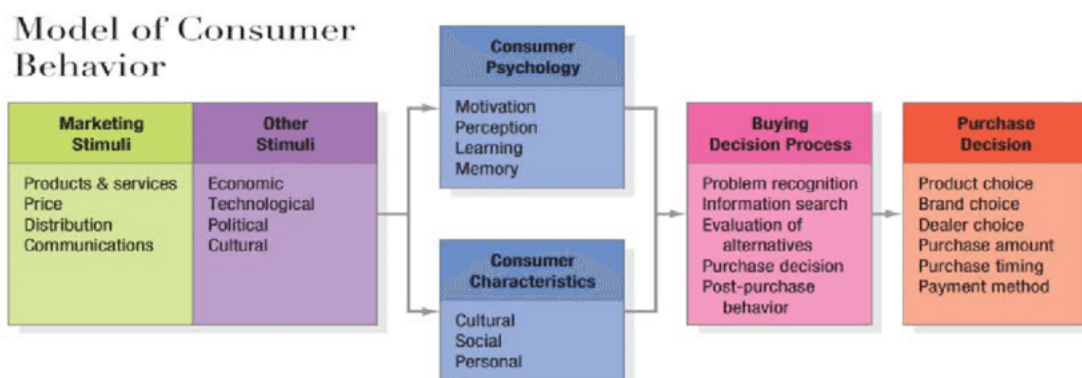 Model of Consumer
Behavior
Marketing
Stimuli
Products & services
Price
Distribution
Communications
Other
Stimuli
Economic
Technological
Political
Cultural
Consumer
Psychology
Motivation
Perception
Learning
Memory
Consumer
Characteristics
Cultural
Social
Personal
Buying
Decision Process
Problem recognition
Information search
Evaluation of
alternatives
Purchase decision
Post-purchase
behavior
Purchase
Decision
Product choice
Brand choice
Dealer choice
Purchase amount
Purchase timing
Payment method